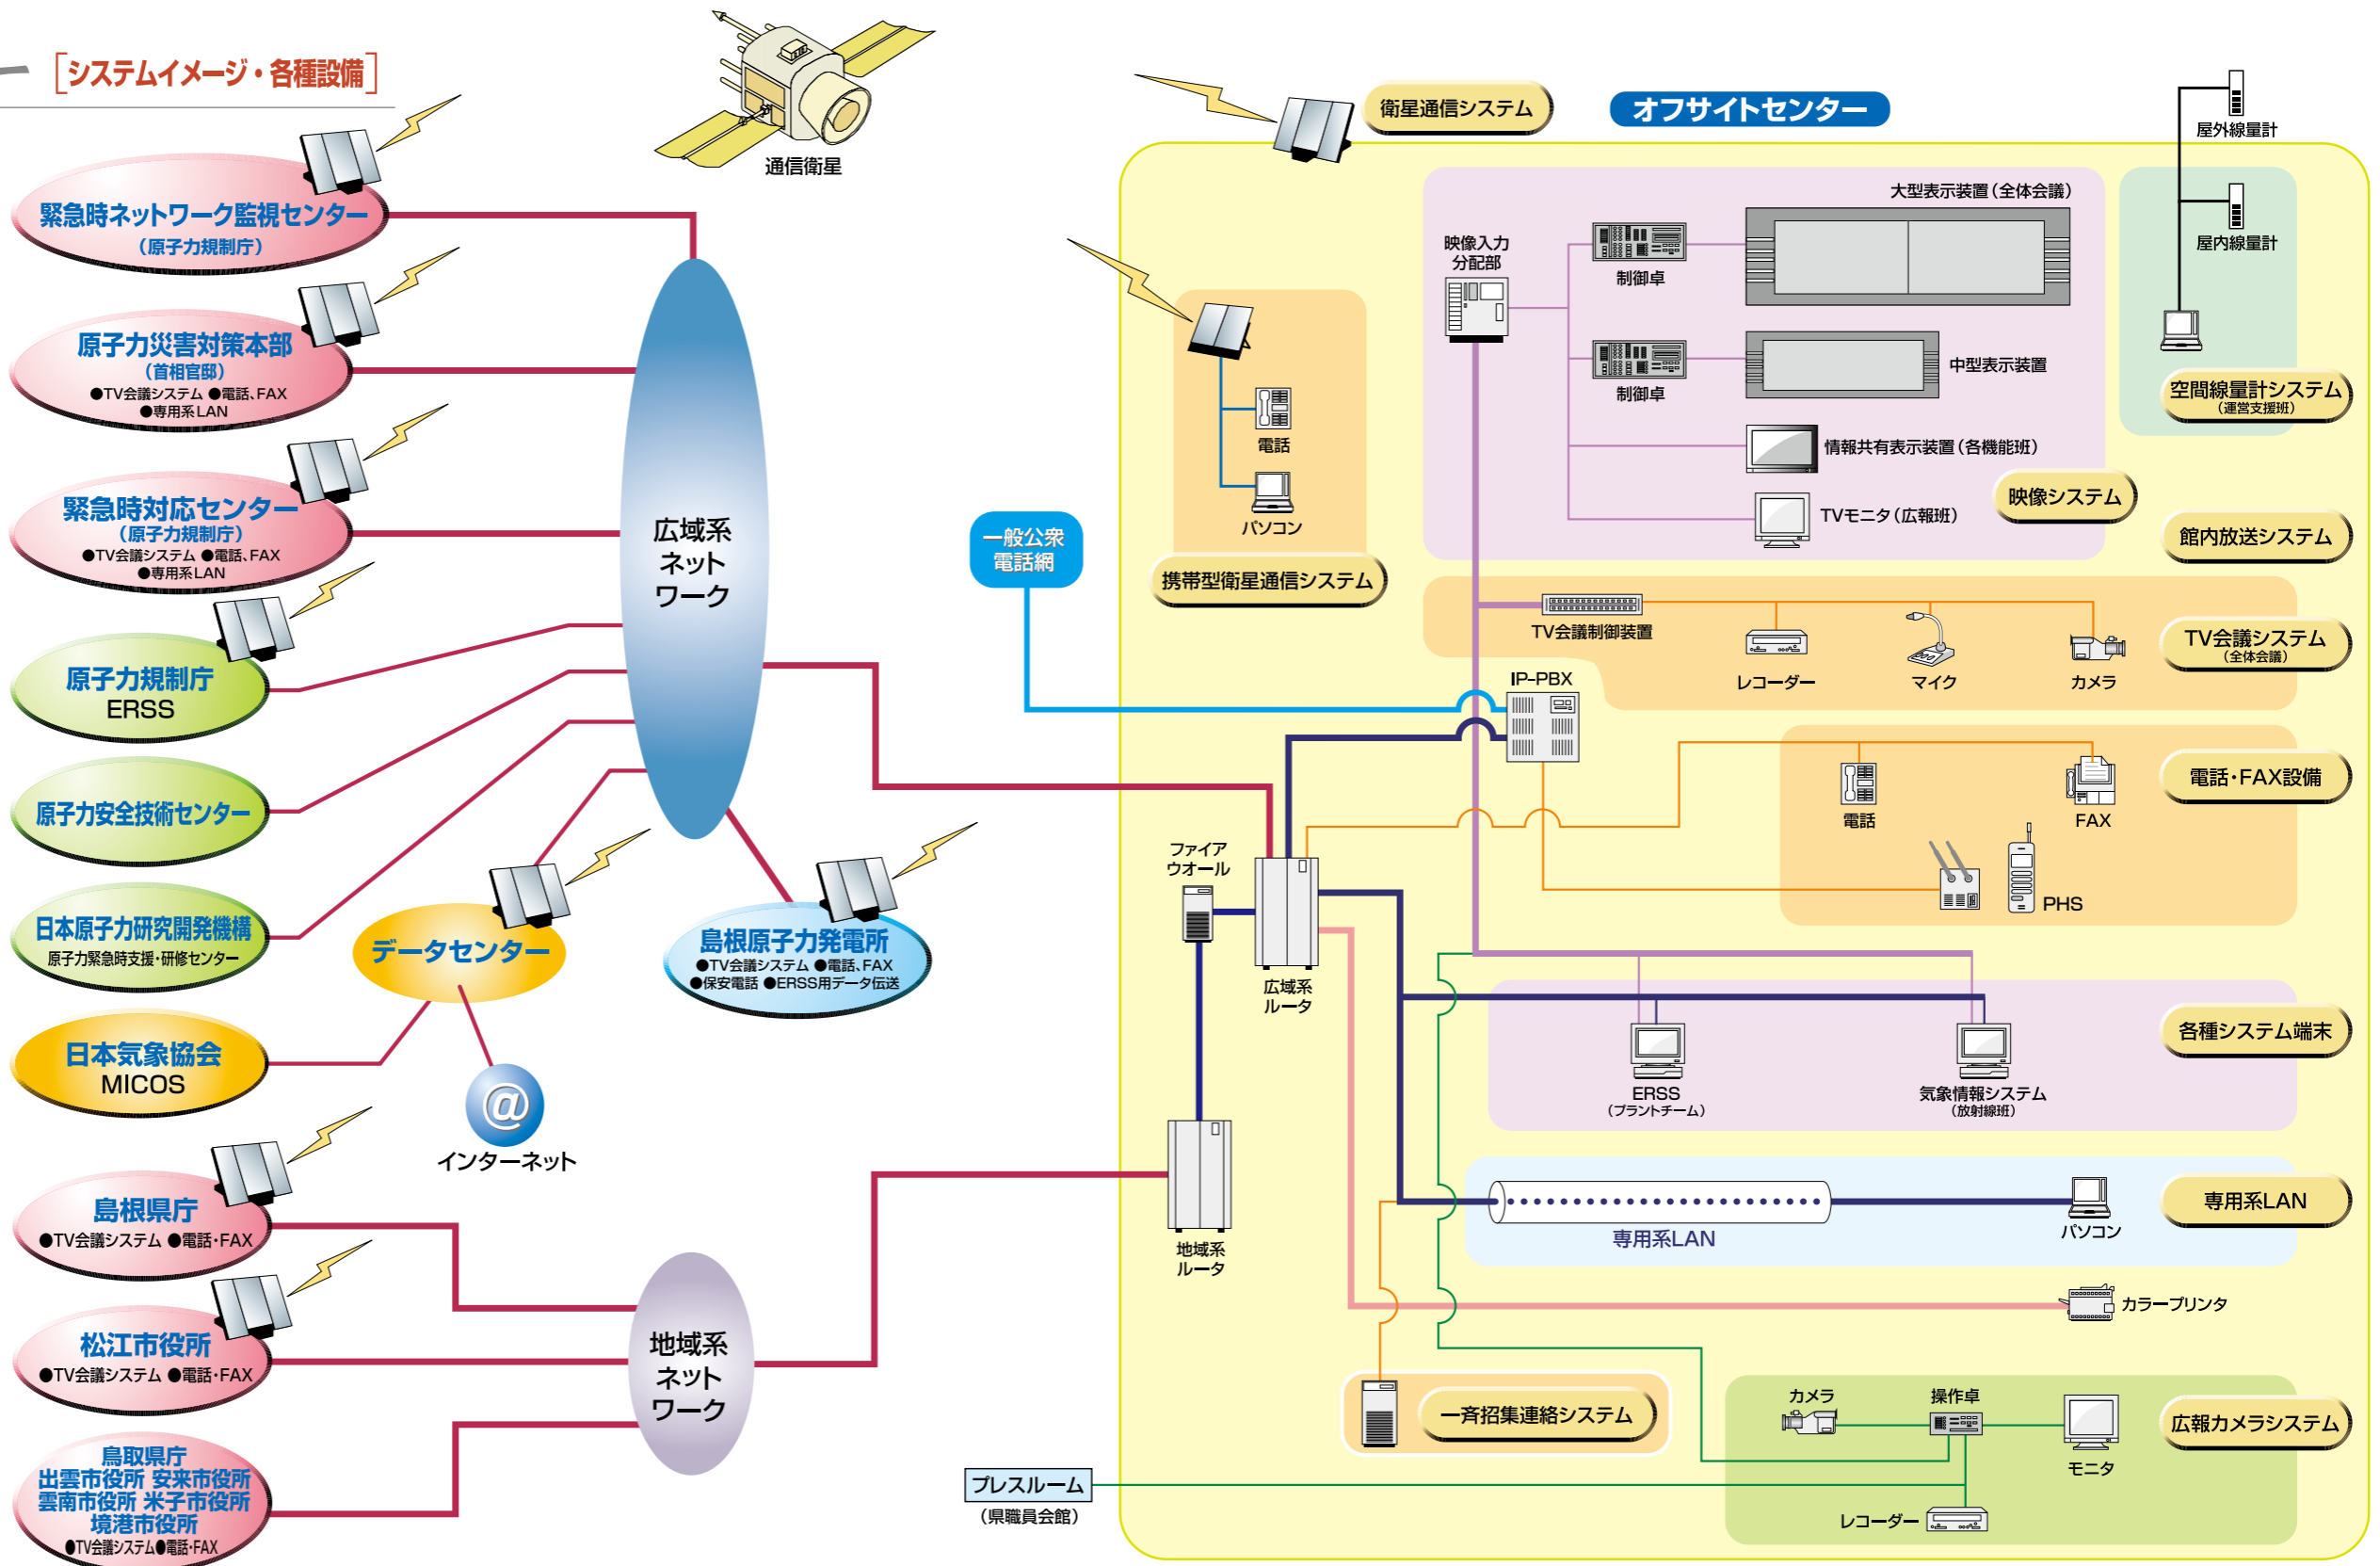 [システムイメージ・各種設備]
通信衛星
緊急時ネットワーク監視センター
（原子力規制庁）
原子力災害対策本部
（首相官邸）
●TV会議システム ●電話、FAX
●専用系LAN
緊急時対応センター
（原子力規制庁）
●TV会議システム ●電話、FAX
●専用系LAN
原子力規制庁
ERSS
原子力安全技術センター
日本原子力研究開発機構
原子力緊急時支援・研修センター
日本気象協会
MICOS
データセンター
@
インターネット
島根原子力発電所
●TV会議システム ●電話、FAX
●保安電話 ●ERSS用データ伝送
広域系
ネット
ワーク
島根県庁
●TV会議システム ●電話・FAX
松江市役所
●TV会議システム ●電話・FAX
鳥取県庁
出雲市役所 安来市役所
雲南市役所 米子市役所
境港市役所
●TV会議システム●電話・FAX
地域系
ネット
ワーク
一般公衆
電話網
プレスルーム
（県職員会館）
衛星通信システム
オフサイトセンター
電話
パソコン
携帯型衛星通信システム
映像入力
分配部
制御卓
大型表示装置（全体会議）
制御卓
中型表示装置
情報共有表示装置（各機能班）
TVモニタ（広報班）
映像システム
屋外線量計
屋内線量計
空間線量計システム
（運営支援班）
館内放送システム
TV会議制御装置
レコーダー
マイク
カメラ
TV会議システム
（全体会議）
IP-PBX
電話
FAX
PHS
電話・FAX設備
ファイア
ウオール
広域系
ルータ
地域系
ルータ
ERSS
（プラントチーム）
気象情報システム
（放射線班）
各種システム端末
専用系LAN
パソコン
専用系LAN
カラープリンタ
一斉招集連絡システム
カメラ
操作卓
モニタ
レコーダー
広報カメラシステム